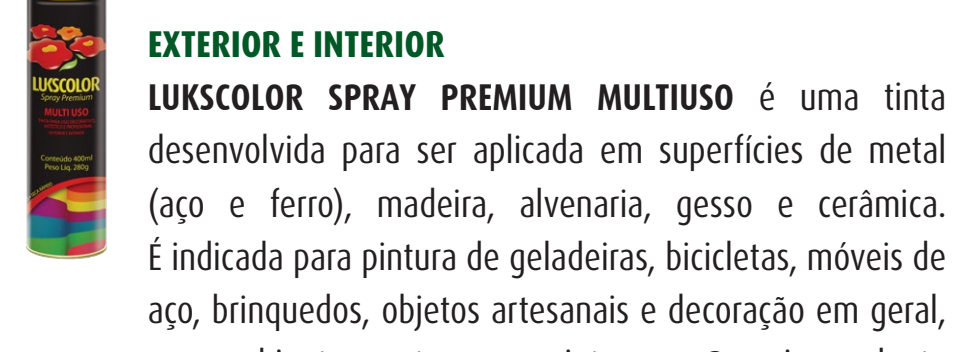 LUKSCOLOR
Spray Premium
MULTI USO
Conteúdo 400ml
Peso Líq. 280g
EXTERIOR E INTERIOR
LUKSCOLOR SPRAY PREMIUM MULTIUSO é uma tinta
desenvolvida para ser aplicada em superfícies de metal
(aço e ferro), madeira, alvenaria, gesso e cerâmica.
É indicada para pintura de geladeiras, bicicletas, móveis de
aço, brinquedos, objetos artesanais e decoração em geral,